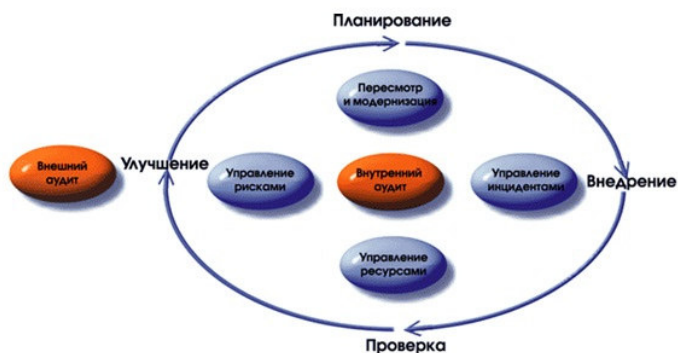 Планирование
Пересмотр
и модернизация
Внешний
аудит
Улучшение
Управление
рисками
Внутренний
аудит
Управление
инцидентами
Внедрение
Управление
ресурсами
Проверка